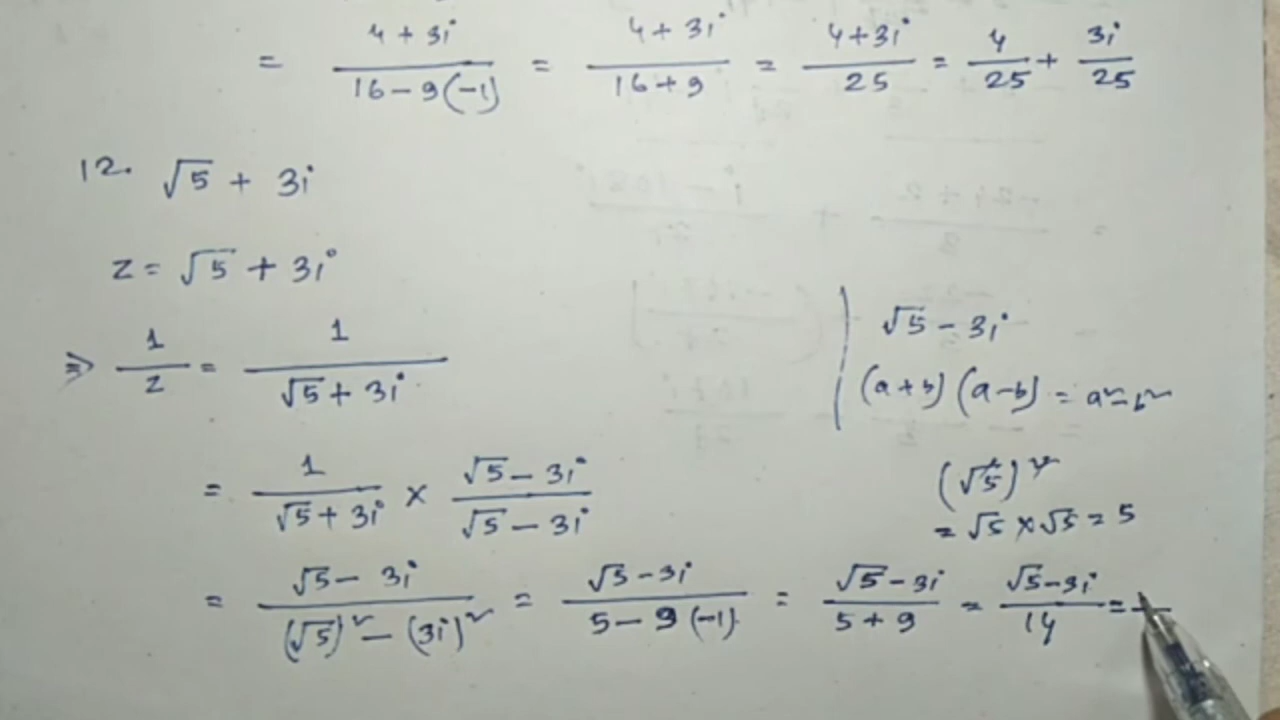 = 4 + 3i / 16 - 9(-1) = 4 + 3i / 16 + 9 = 4+3i / 25 = 4/25 + 3i/25
12. √5 + 3i
z = √5 + 3i
⇒ 1/z = 1 / √5 + 3i
√5 - 3i
(a+b) (a-b) = a² - b²
= 1 / √5 + 3i × √5 - 3i / √5 - 3i
(√5)²
= √5 × √5 = 5
= √5 - 3i / (√5)² - (3i)² = √5 - 3i / 5 - 9(-1) = √5 - 3i / 5 + 9 = √5 - 3i / 14 =